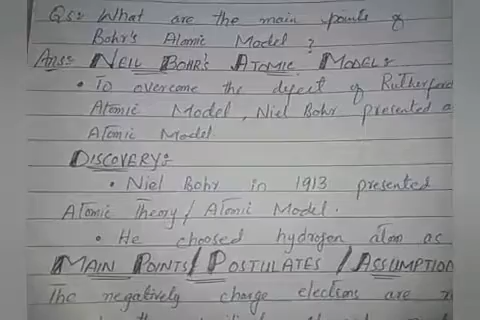 Qs: What are the main points of
Bohr's Atomic Model ?
Ans: NEIL BOHR'S ATOMIC MODEL:
• To overcome the defect of Rutherford
Atomic Model, Niel Bohr presented a
Atomic Model.
DISCOVERY:
• Niel Bohr in 1913 presented
Atomic Theory / Atomic Model.
• He choosed hydrogen atom as
MAIN POINTS / POSTULATES / ASSUMPTION
The negatively charge electrons are
the